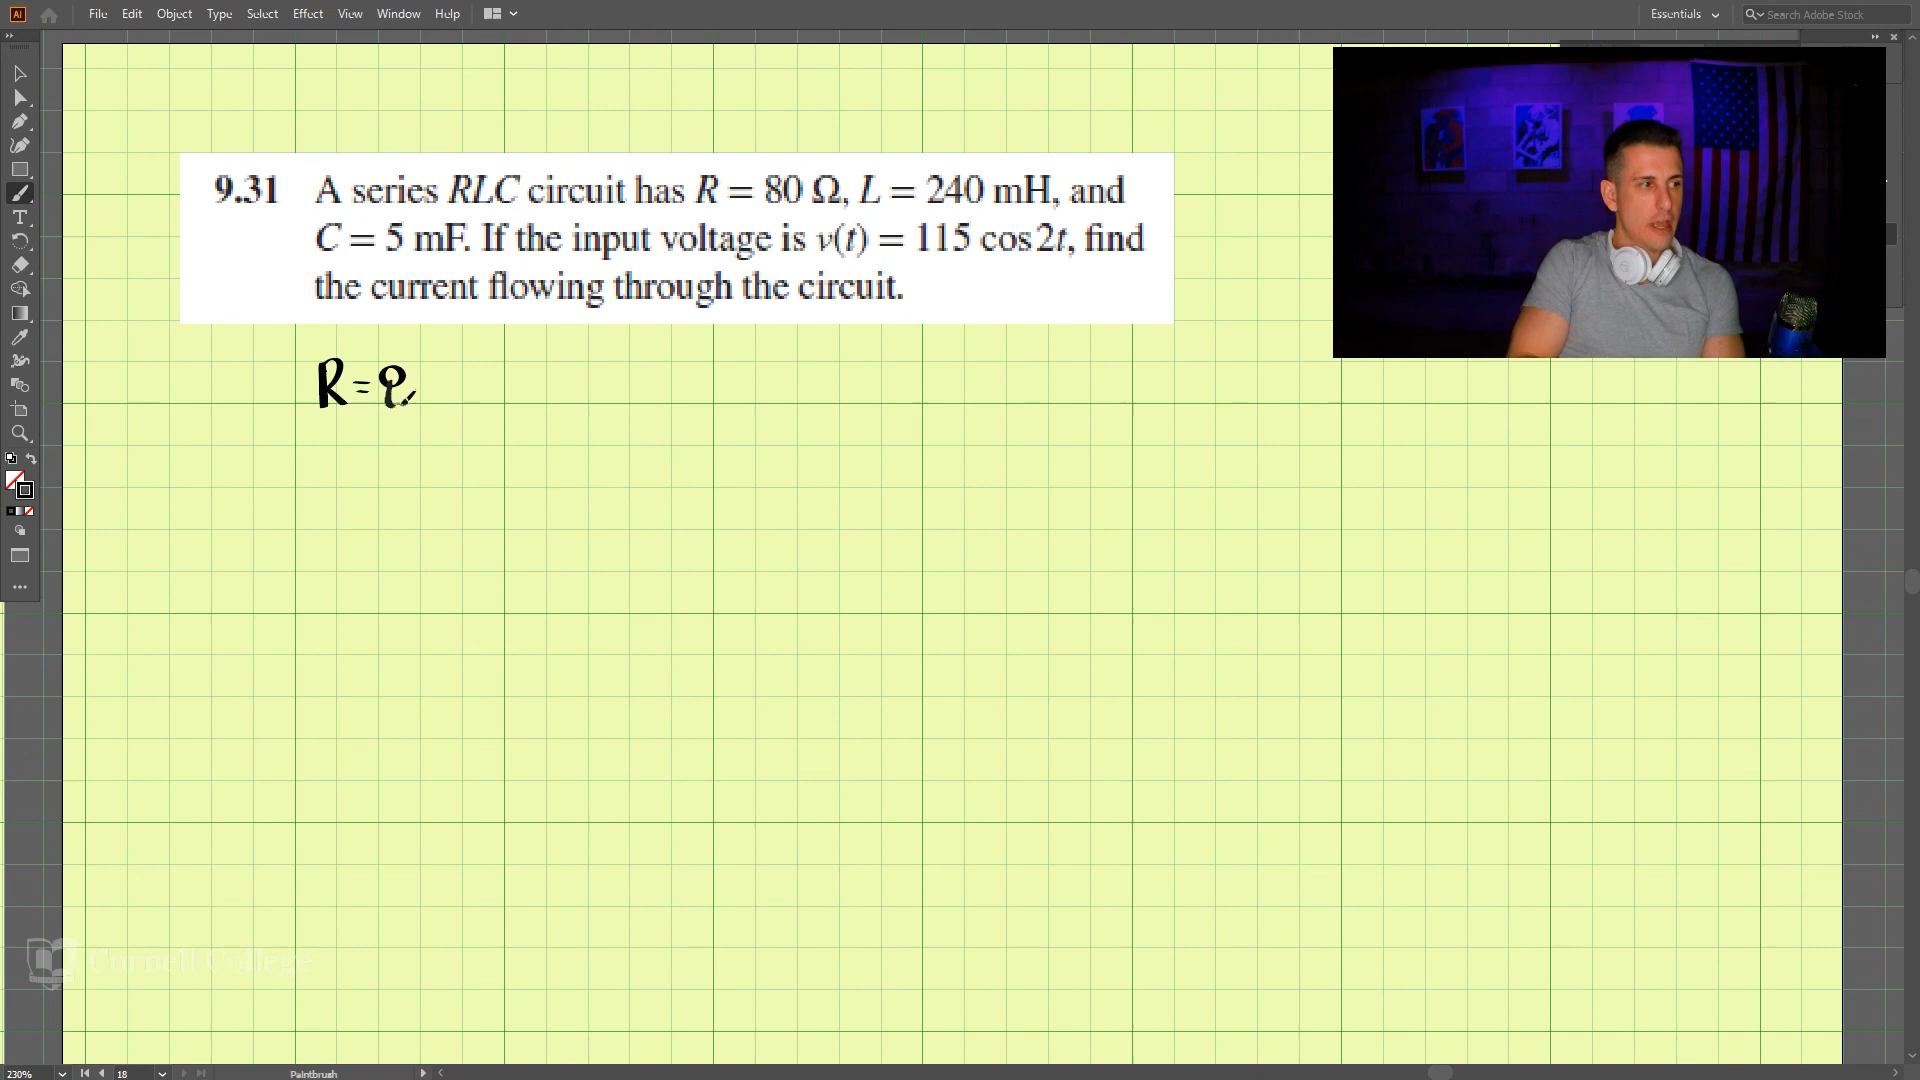 File Edit Object Type Select Effect View Window Help
Essentials
Search Adobe Stock
9.31 A series RLC circuit has R = 80 Ω, L = 240 mH, and
C = 5 mF. If the input voltage is v(t) = 115 cos 2t, find
the current flowing through the circuit.
R =
Cornell College
230%
18
Paintbrush